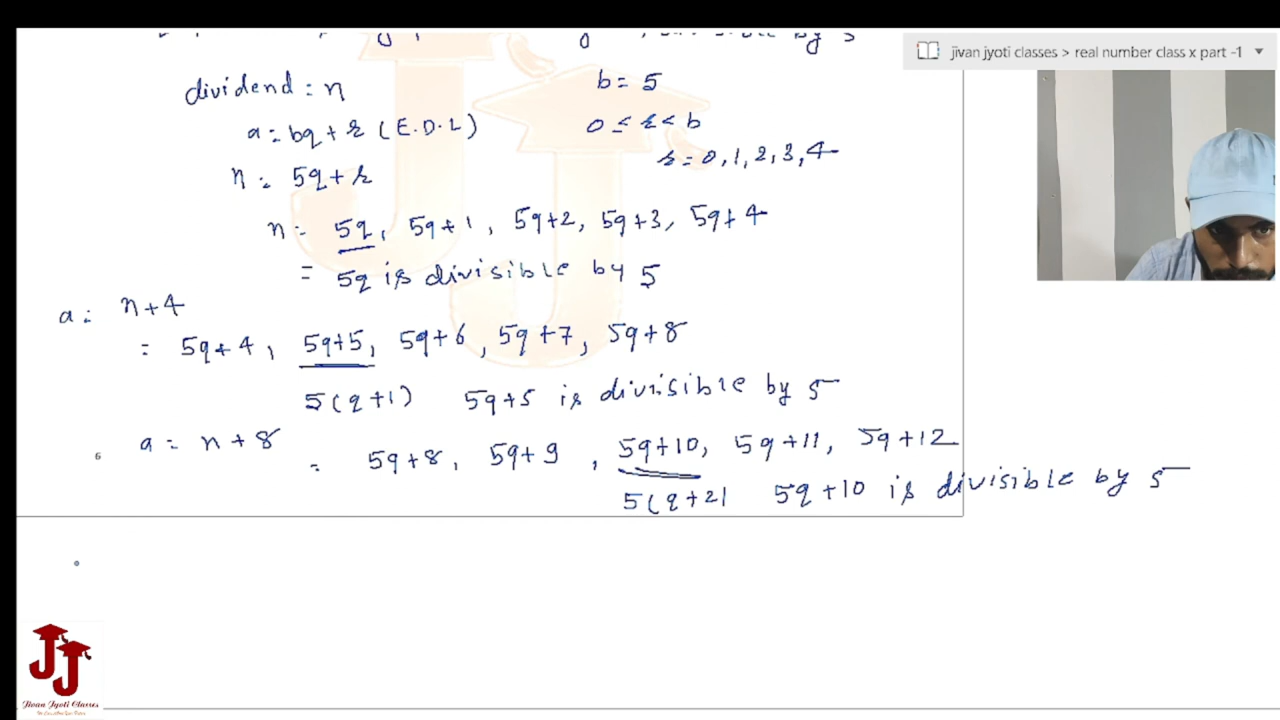 by 5
jivan jyoti classes > real number class x part -1
dividend = n
b = 5
a = bq + r (E.D.L)
0 ≤ r < b
r = 0, 1, 2, 3, 4
n = 5q + r
n = 5q, 5q+1, 5q+2, 5q+3, 5q+4
= 5q is divisible by 5
a = n+4
= 5q+4, 5q+5, 5q+6, 5q+7, 5q+8
5(q+1) 5q+5 is divisible by 5
a = n+8
= 5q+8, 5q+9, 5q+10, 5q+11, 5q+12
5(q+2) 5q+10 is divisible by 5
JJ
Jivan Jyoti Classes